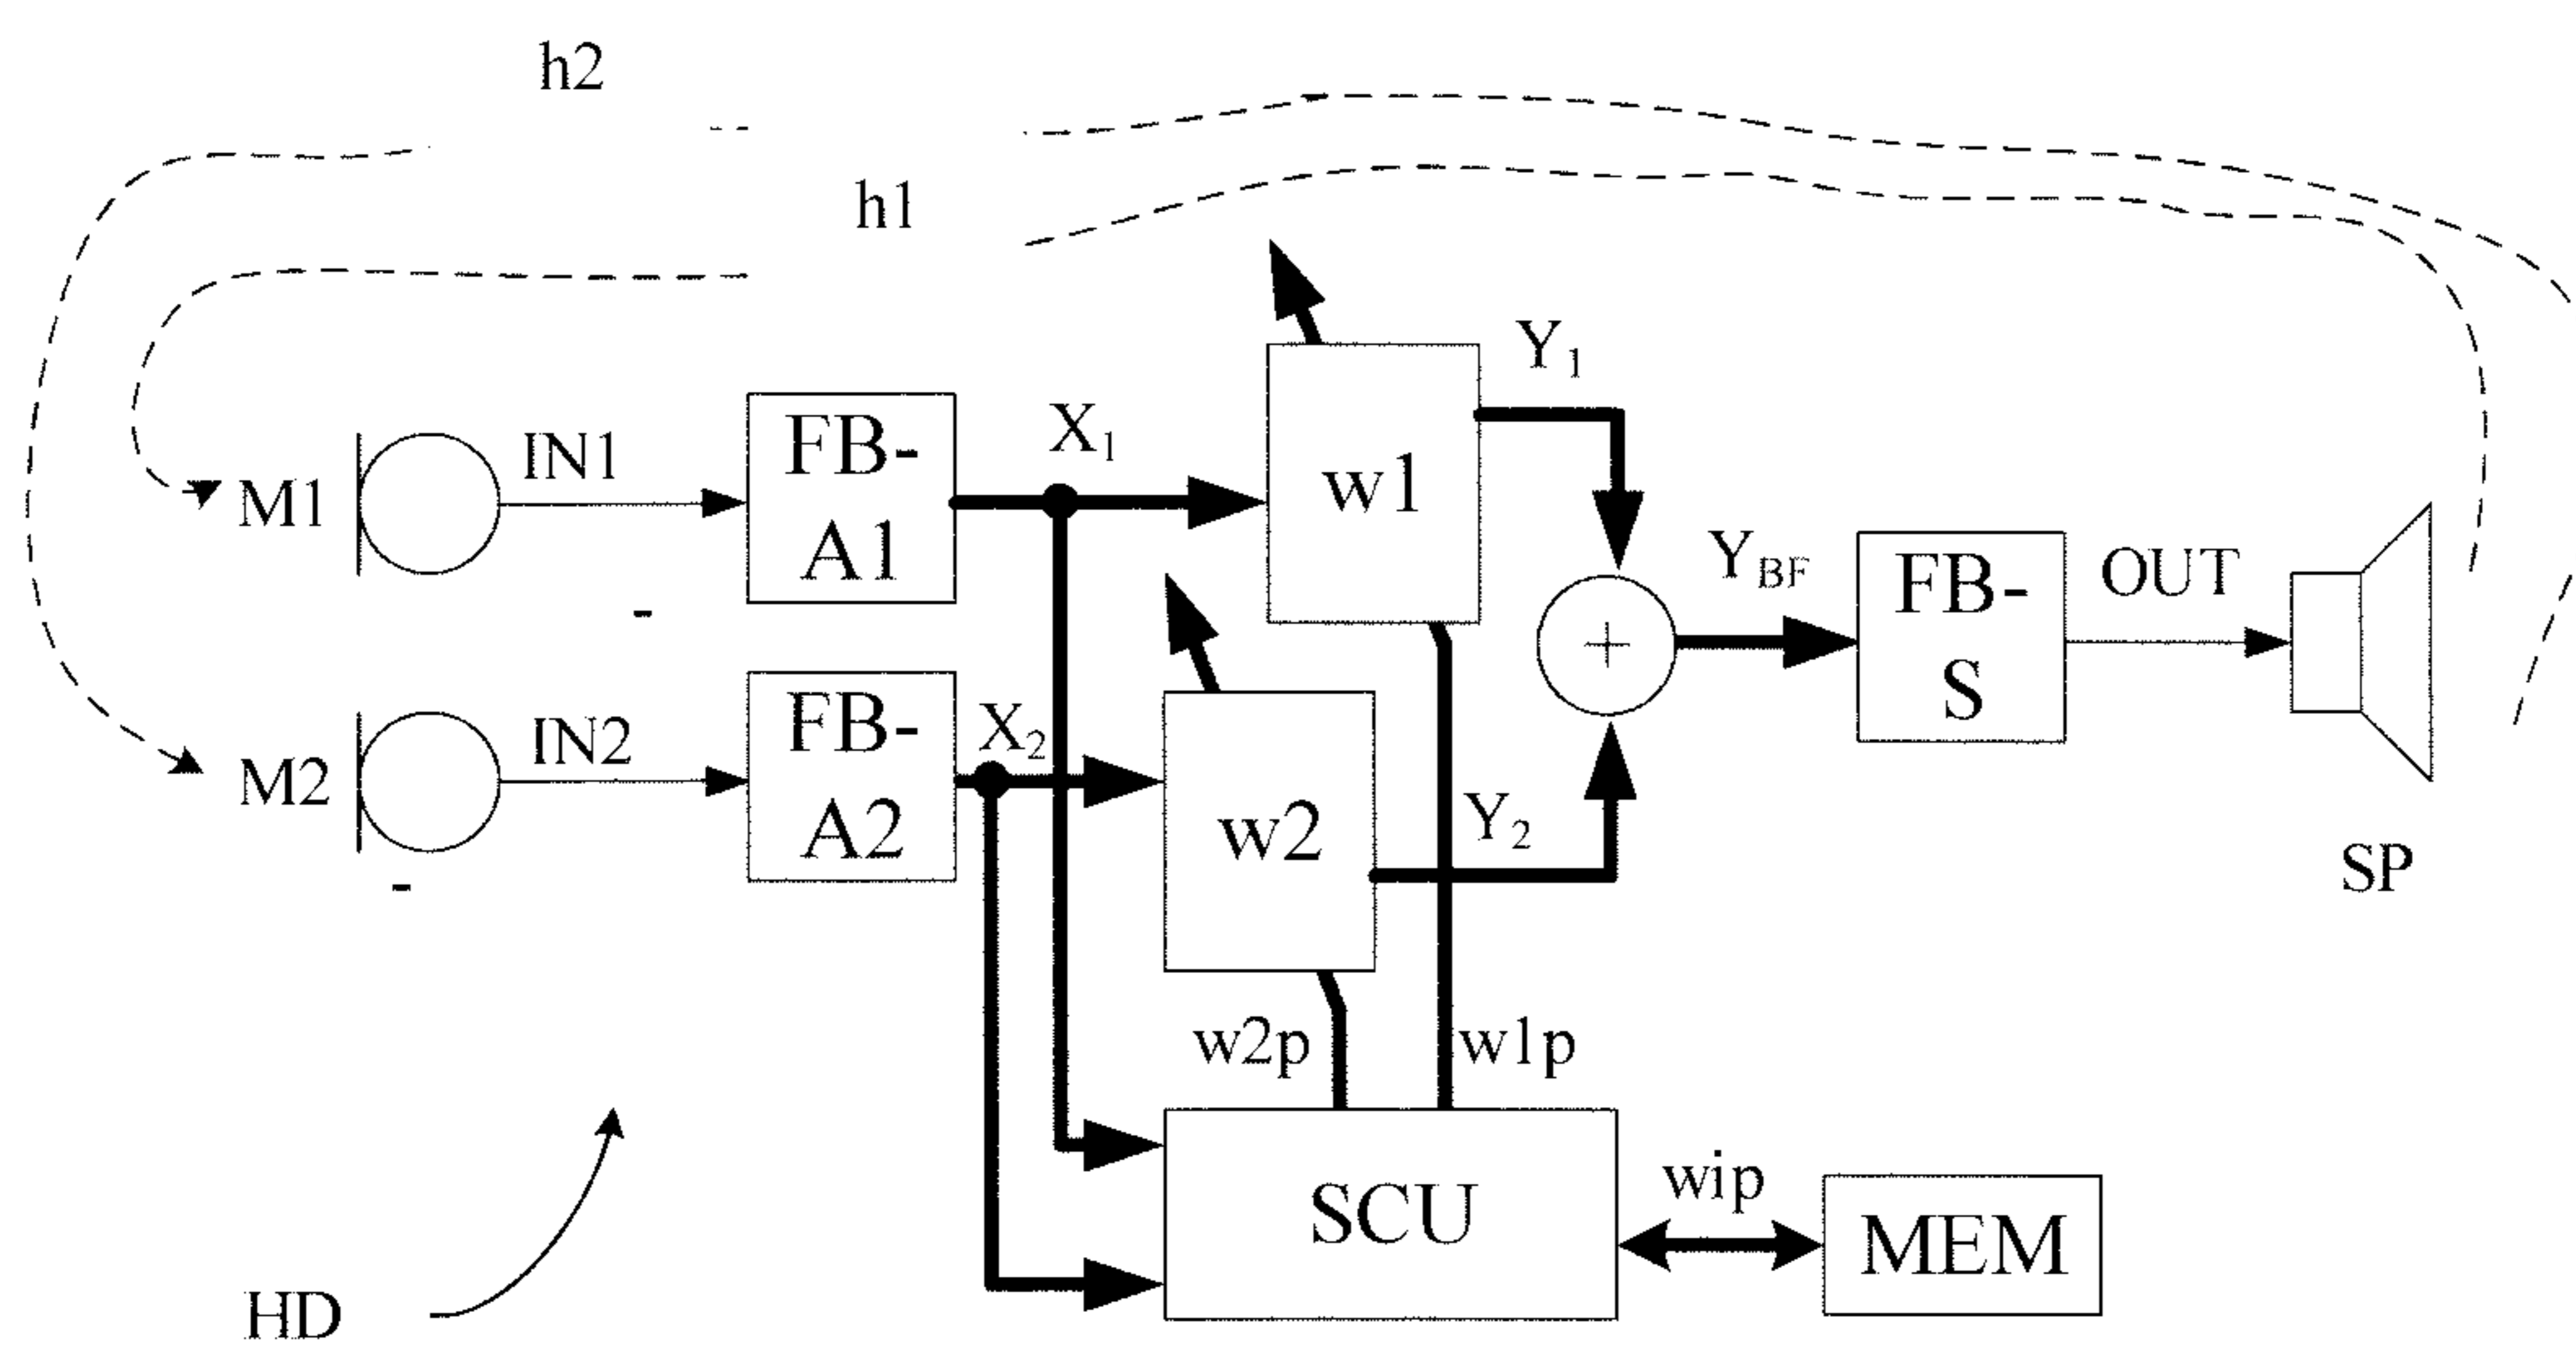 h2
h1
Y₁
X₁
IN1
M1
FB-
A1
w1
Y_BF
FB-
S
OUT
X₂
IN2
M2
FB-
A2
w2
Y₂
SP
w2p
w1p
SCU
wip
MEM
HD